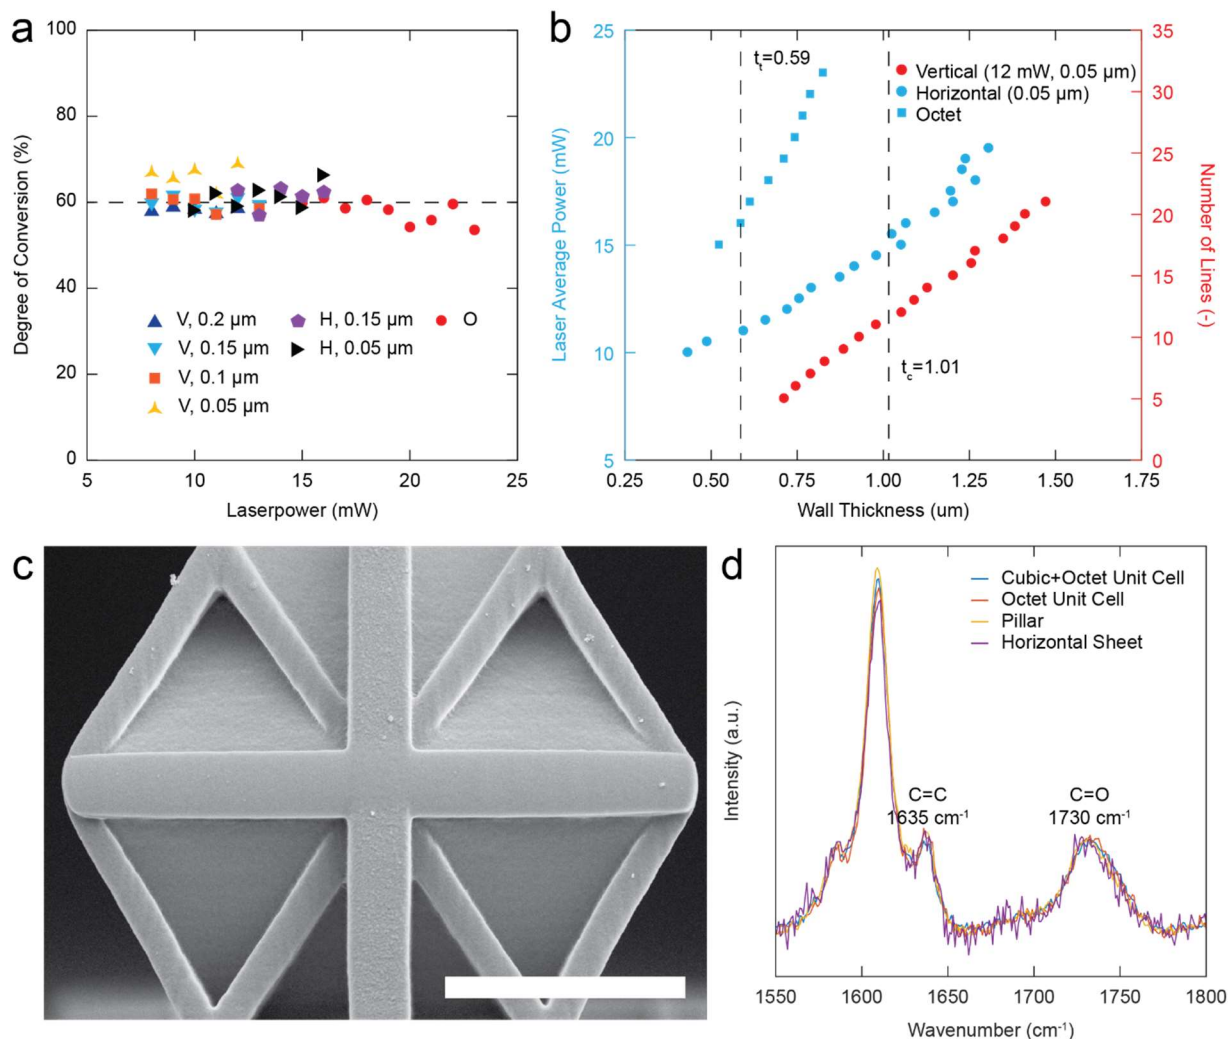 a
100
80
60
40
20
0
5
10
15
20
25
Degree of Conversion (%)
Laserpower (mW)
V, 0.2 µm
V, 0.15 µm
V, 0.1 µm
V, 0.05 µm
H, 0.15 µm
H, 0.05 µm
O
b
25
20
15
10
5
Laser Average Power (mW)
35
30
25
20
15
10
5
0
Number of Lines (-)
0.25
0.50
0.75
1.00
1.25
1.50
1.75
Wall Thickness (um)
tt=0.59
tc=1.01
Vertical (12 mW, 0.05 µm)
Horizontal (0.05 µm)
Octet
c
d
Cubic+Octet Unit Cell
Octet Unit Cell
Pillar
Horizontal Sheet
C=C
1635 cm-1
C=O
1730 cm-1
Intensity (a.u.)
1550
1600
1650
1700
1750
1800
Wavenumber (cm-1)